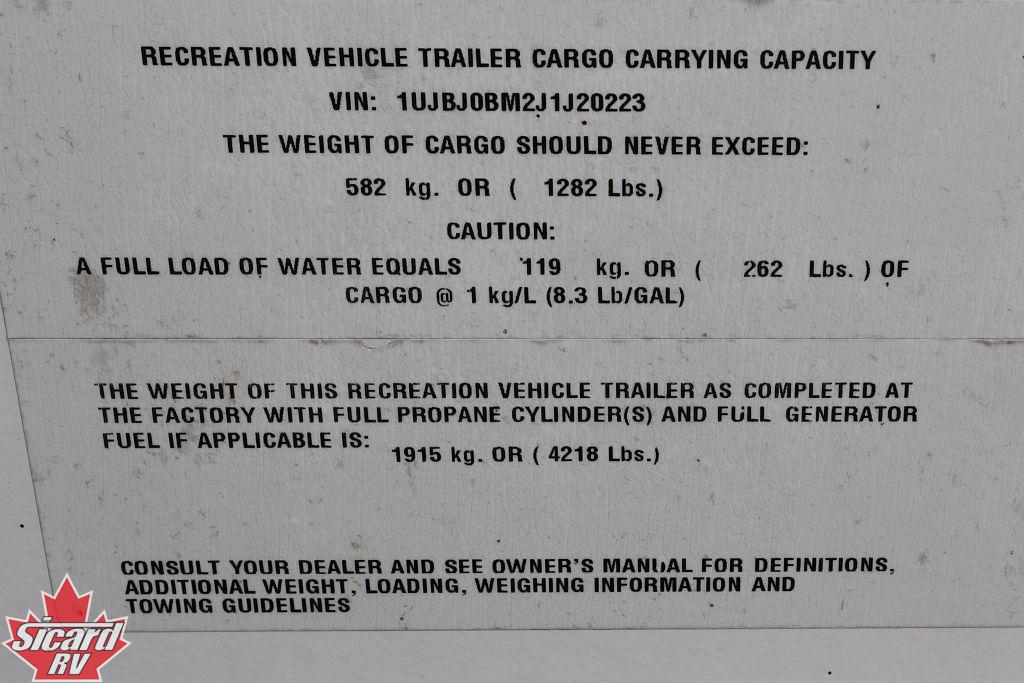 RECREATION VEHICLE TRAILER CARGO CARRYING CAPACITY
VIN: 1UJBJ0BM2J1J20223
THE WEIGHT OF CARGO SHOULD NEVER EXCEED:
582 kg. OR ( 1282 Lbs.)
CAUTION:
A FULL LOAD OF WATER EQUALS 119 kg. OR ( 262 Lbs. ) OF
CARGO @ 1 kg/L (8.3 Lb/GAL)
THE WEIGHT OF THIS RECREATION VEHICLE TRAILER AS COMPLETED AT
THE FACTORY WITH FULL PROPANE CYLINDER(S) AND FULL GENERATOR
FUEL IF APPLICABLE IS:
1915 kg. OR ( 4218 Lbs.)
CONSULT YOUR DEALER AND SEE OWNER'S MANUAL FOR DEFINITIONS,
ADDITIONAL WEIGHT, LOADING, WEIGHING INFORMATION AND
TOWING GUIDELINES
Sicard
RV